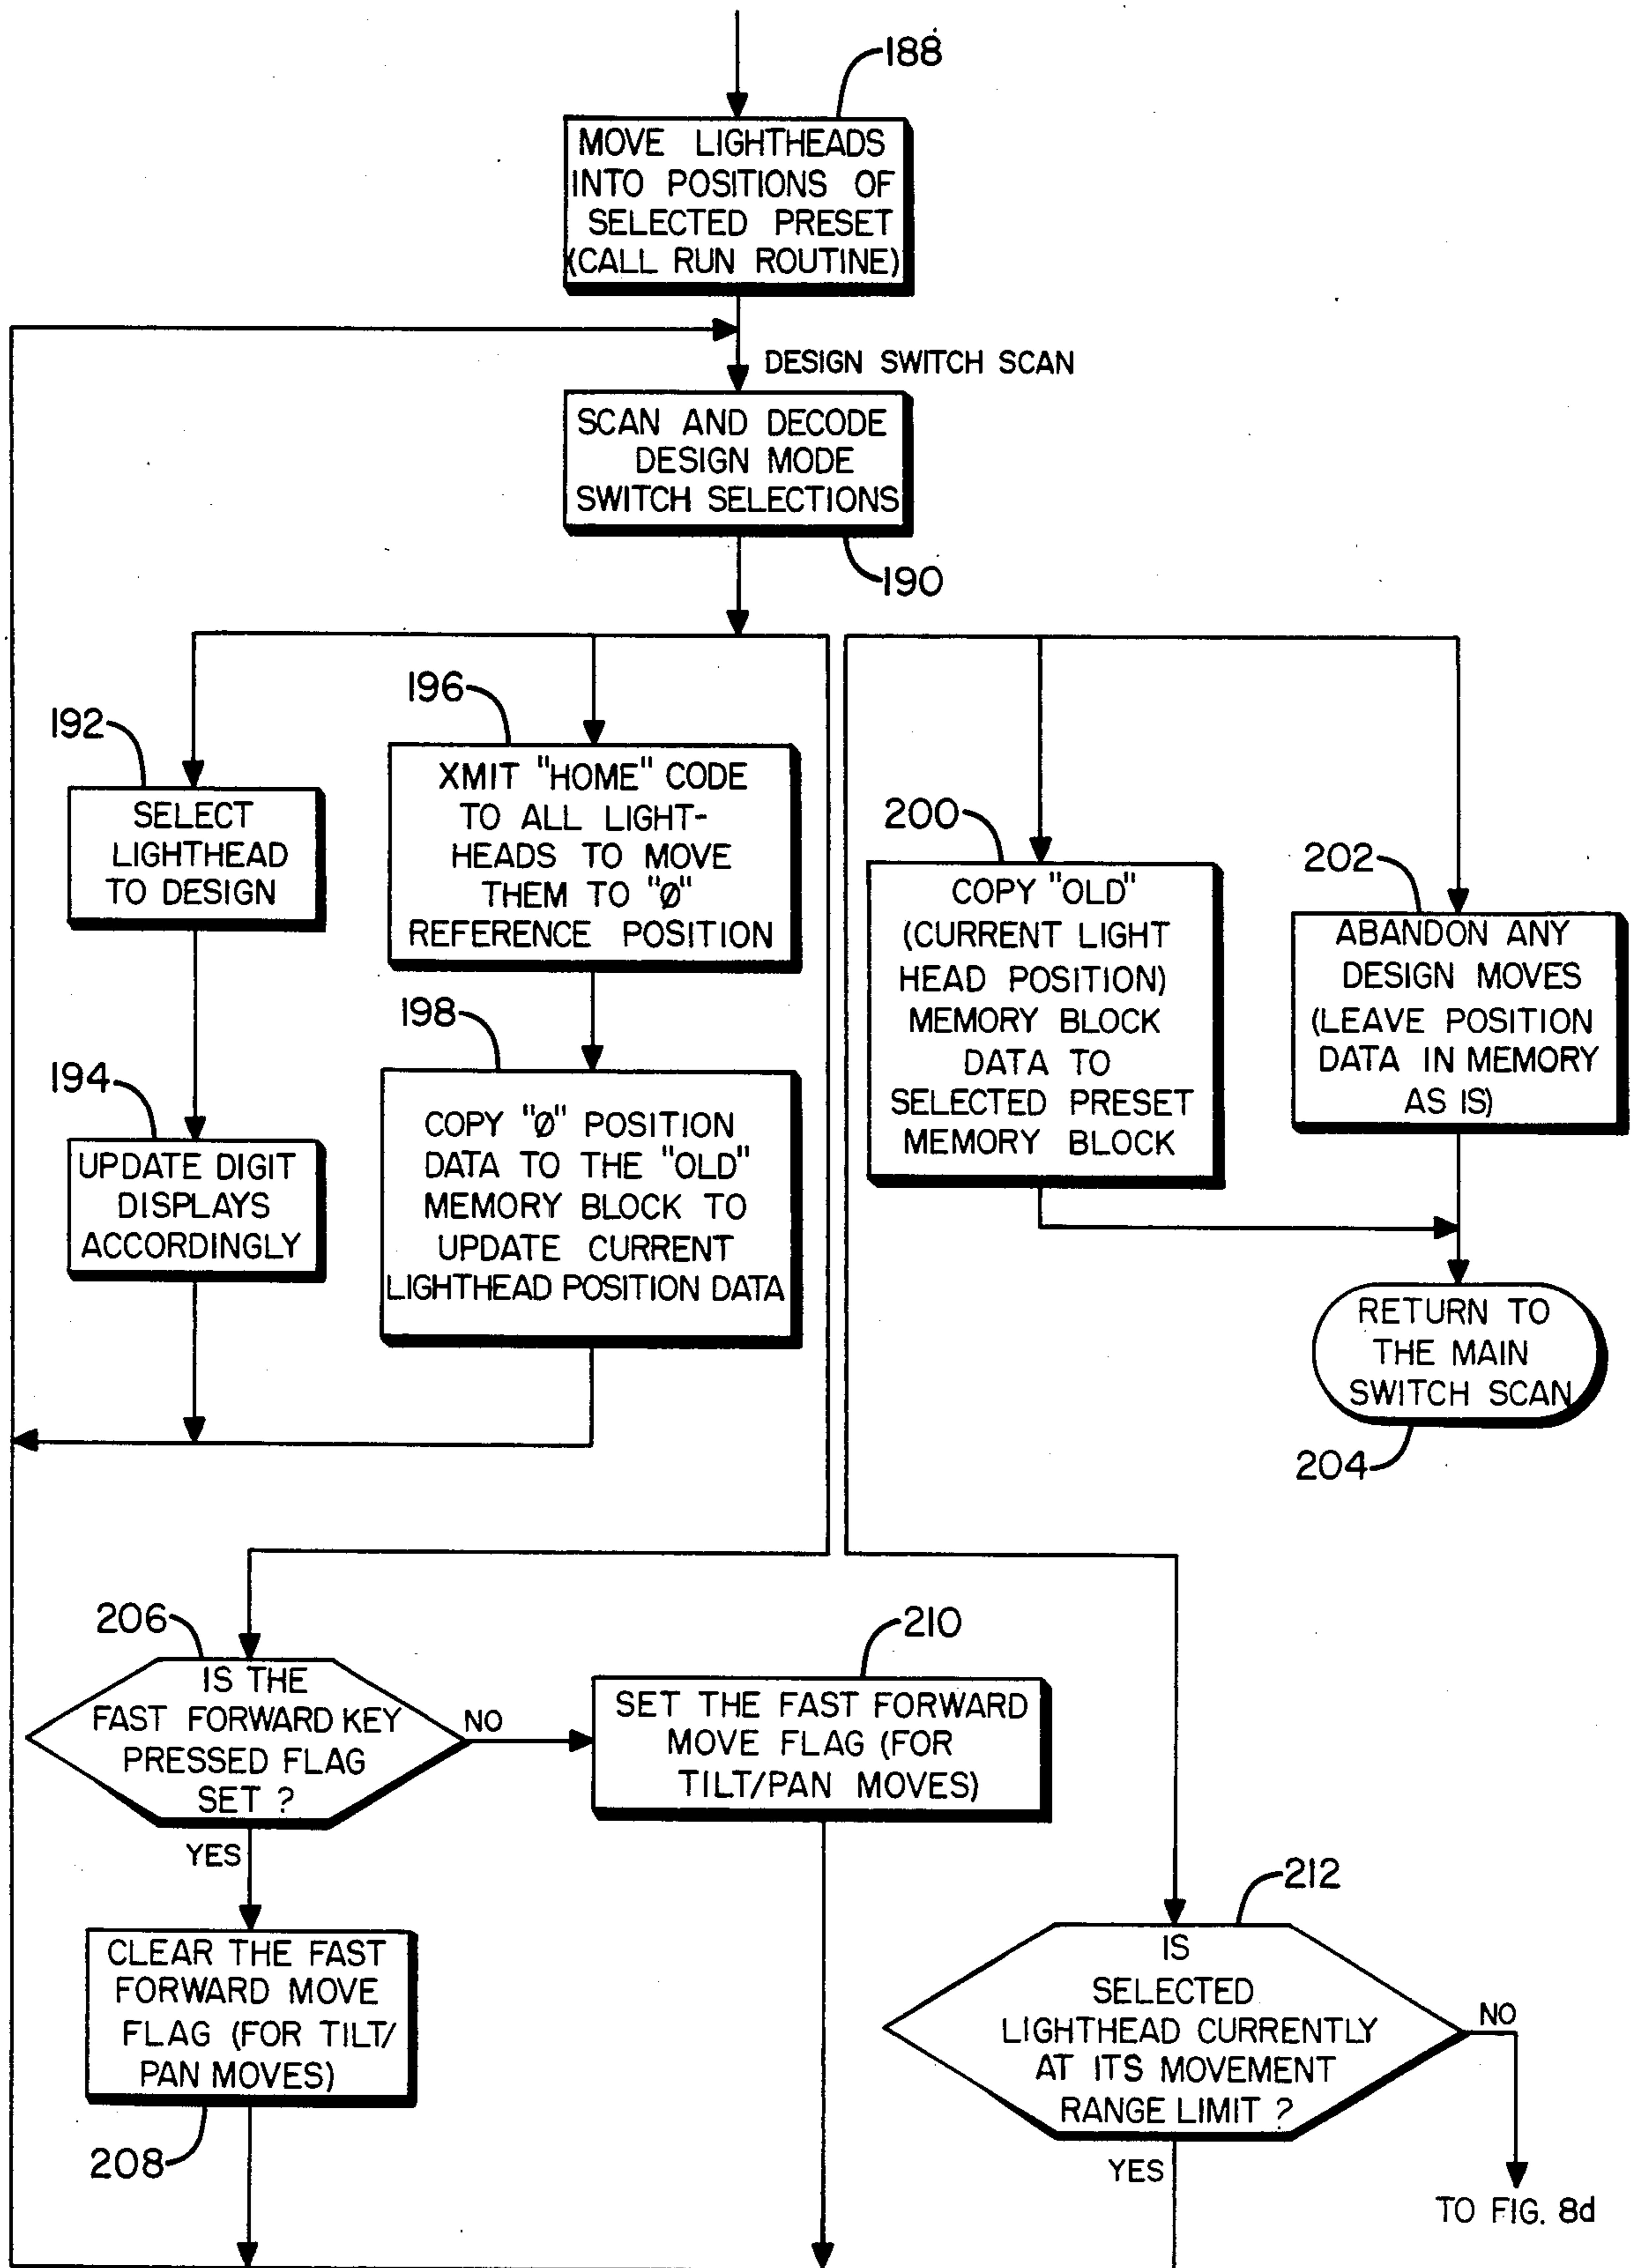 188
MOVE LIGHTHEADS
INTO POSITIONS OF
SELECTED PRESET
(CALL RUN ROUTINE)
DESIGN SWITCH SCAN
SCAN AND DECODE
DESIGN MODE
SWITCH SELECTIONS
190
192
SELECT
LIGHTHEAD
TO DESIGN
194
UPDATE DIGIT
DISPLAYS
ACCORDINGLY
196
XMIT "HOME" CODE
TO ALL LIGHT-
HEADS TO MOVE
THEM TO "Ø"
REFERENCE POSITION
198
COPY "Ø" POSITION
DATA TO THE "OLD"
MEMORY BLOCK TO
UPDATE CURRENT
LIGHTHEAD POSITION DATA
200
COPY "OLD"
(CURRENT LIGHT
HEAD POSITION)
MEMORY BLOCK
DATA TO
SELECTED PRESET
MEMORY BLOCK
202
ABANDON ANY
DESIGN MOVES
(LEAVE POSITION
DATA IN MEMORY
AS IS)
RETURN TO
THE MAIN
SWITCH SCAN
204
206
IS THE
FAST FORWARD KEY
PRESSED FLAG
SET ?
NO
YES
210
SET THE FAST FORWARD
MOVE FLAG (FOR
TILT/PAN MOVES)
CLEAR THE FAST
FORWARD MOVE
FLAG (FOR TILT/
PAN MOVES)
208
212
IS
SELECTED
LIGHTHEAD CURRENTLY
AT ITS MOVEMENT
RANGE LIMIT ?
NO
YES
TO FIG. 8d